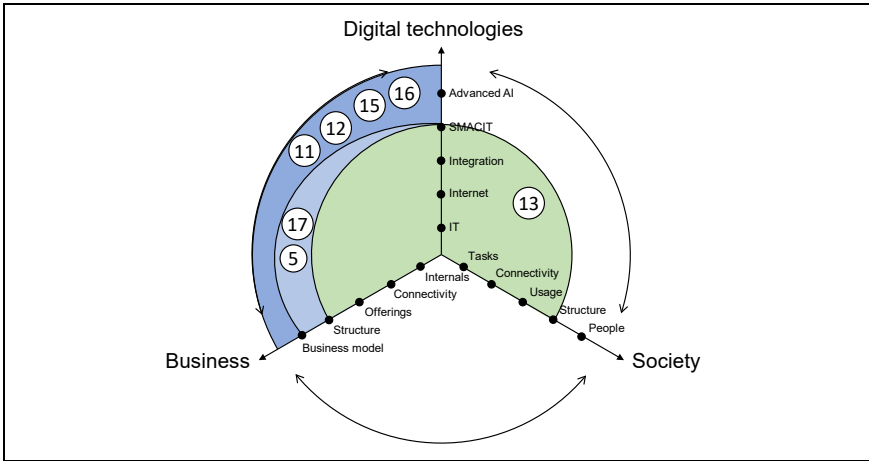 Digital technologies
16
Advanced AI
15
12
SMACIT
11
Integration
Internet
13
17
IT
5
Tasks
Internals
Connectivity
Connectivity
Usage
Offerings
Structure
Structure
People
Business model
Business
Society